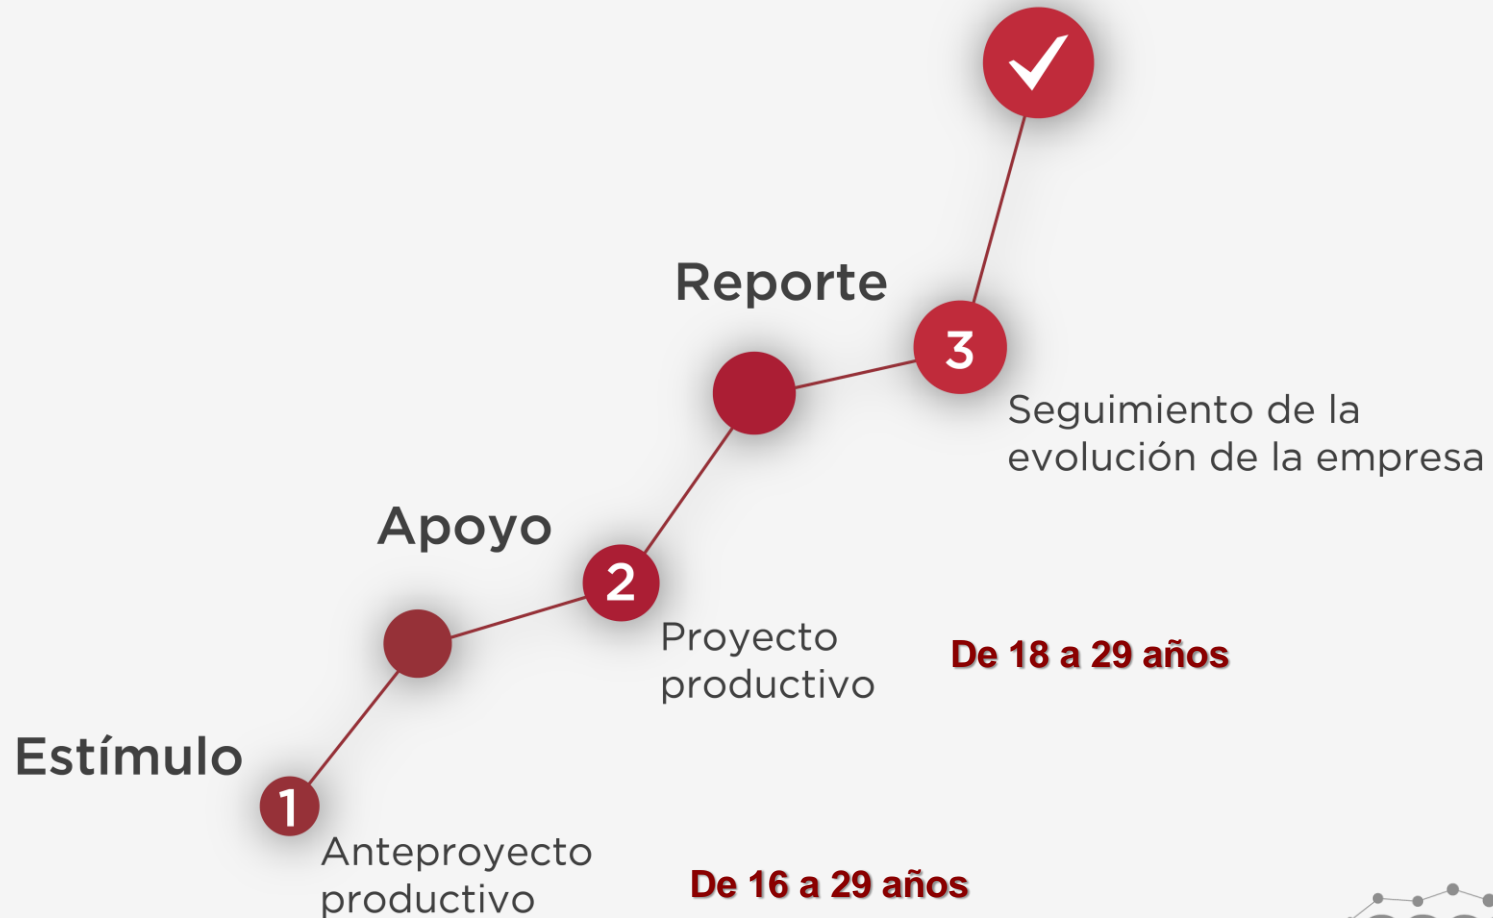 Reporte
3
Seguimiento de la
evolución de la empresa
Apoyo
2
Proyecto
productivo
De 18 a 29 años
Estímulo
1
Anteproyecto
productivo
De 16 a 29 años